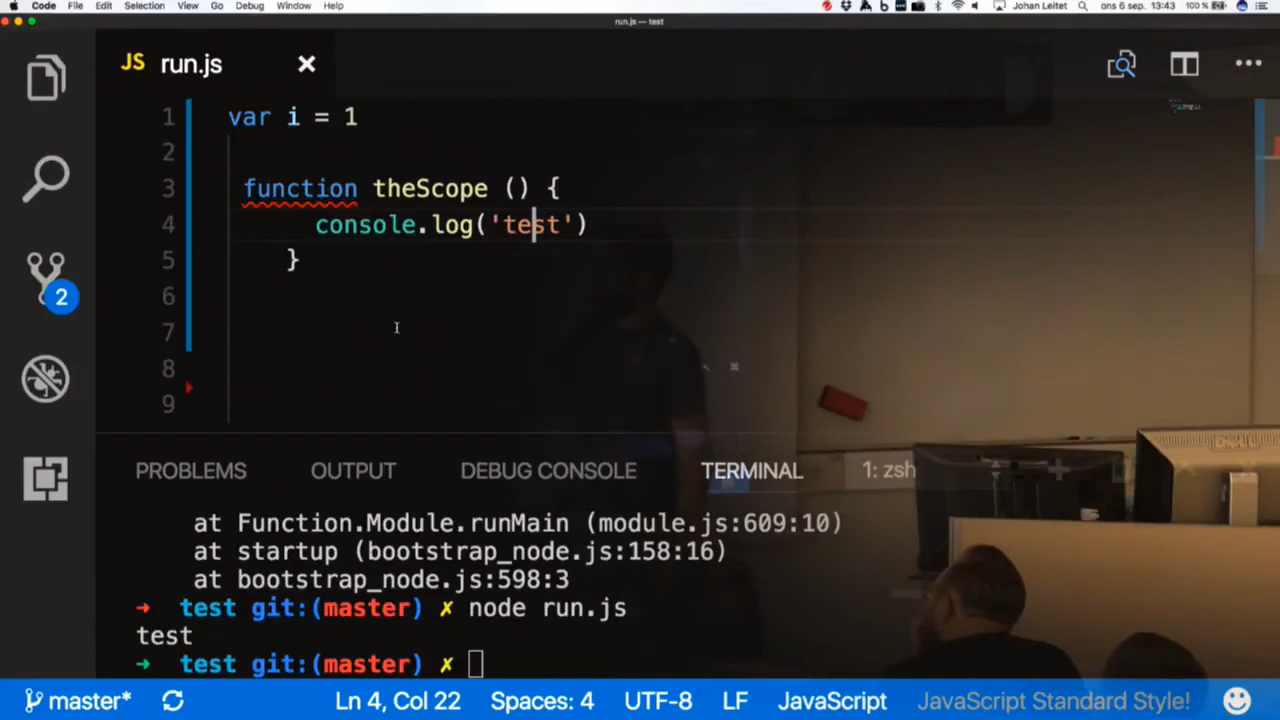 Code File Edit Selection View Go Debug Window Help Johan Leitet ons 6 sep. 13:43 100 %
run.js — test
JS run.js
1 var i = 1
2
3 function theScope () {
4 console.log('test')
5 }
6
7
8
9
2
PROBLEMS OUTPUT DEBUG CONSOLE TERMINAL 1: zsh
at Function.Module.runMain (module.js:609:10)
at startup (bootstrap_node.js:158:16)
at bootstrap_node.js:598:3
➜ test git:(master) ✗ node run.js
test
➜ test git:(master) ✗
master* Ln 4, Col 22 Spaces: 4 UTF-8 LF JavaScript JavaScript Standard Style!
DELL